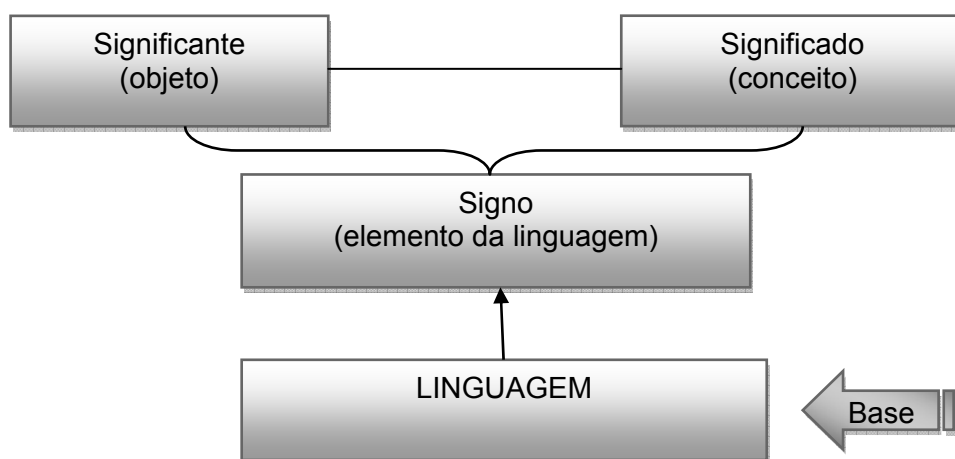 Significante
(objeto)
Significado
(conceito)
Signo
(elemento da linguagem)
LINGUAGEM
Base